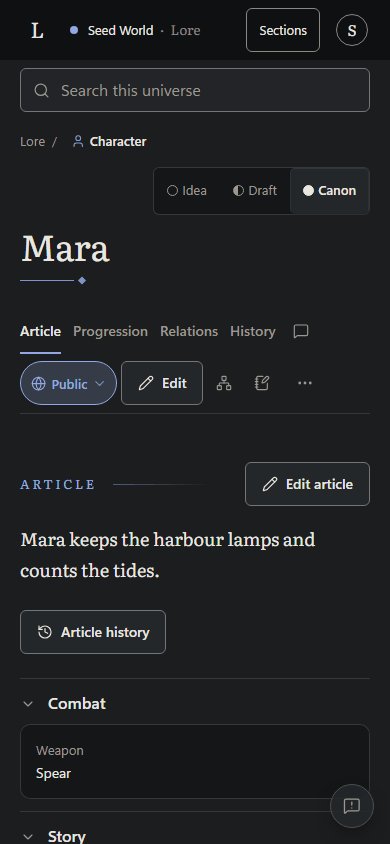 L Seed World · Lore Sections S
Search this universe
Lore / Character
Idea Draft Canon
Mara
Article Progression Relations History
Public Edit
ARTICLE Edit article
Mara keeps the harbour lamps and
counts the tides.
Article history
Combat
Weapon
Spear
Story